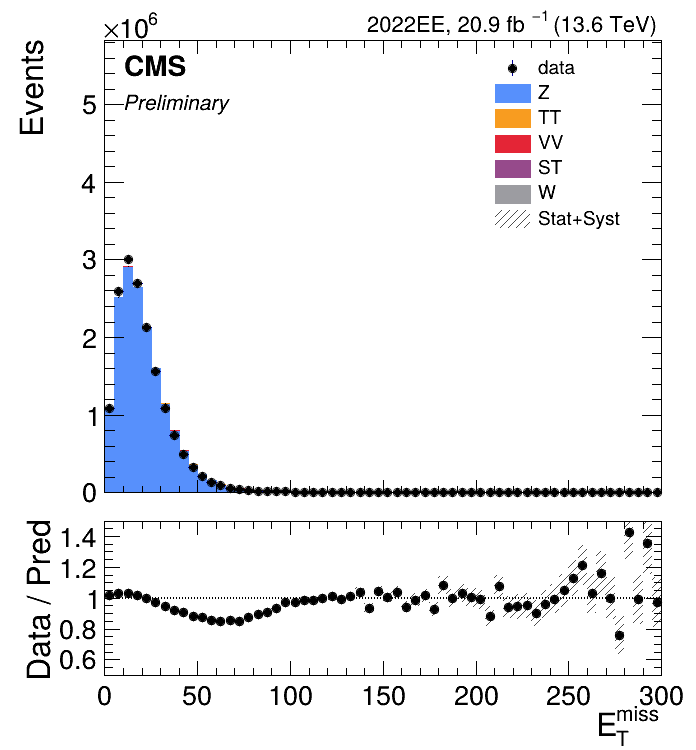 ×10⁶
2022EE, 20.9 fb ⁻¹ (13.6 TeV)
CMS
Preliminary
Events
data
Z
TT
VV
ST
W
Stat+Syst
5
4
3
2
1
0
Data / Pred
1.4
1.2
1
0.8
0.6
0 50 100 150 200 250 300
E_T^miss